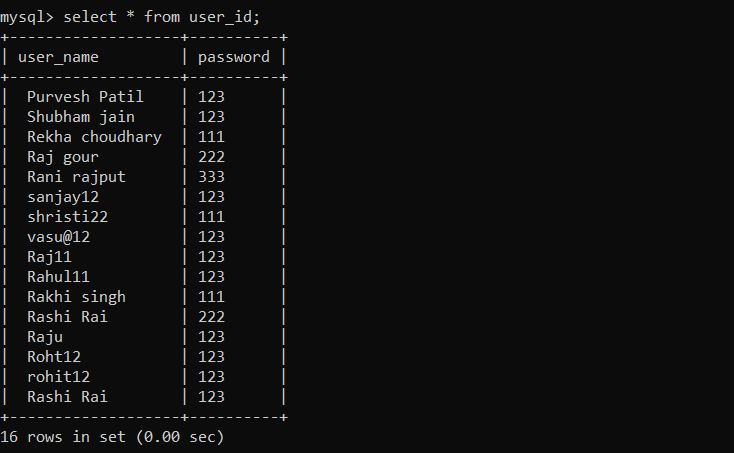 mysql> select * from user_id;
+-------------------+----------+
| user_name         | password |
+-------------------+----------+
|  Purvesh Patil    | 123      |
|  Shubham jain     | 123      |
|  Rekha choudhary  | 111      |
|  Raj gour         | 222      |
|  Rani rajput      | 333      |
|  sanjay12         | 123      |
|  shristi22        | 111      |
|  vasu@12          | 123      |
|  Raj11            | 123      |
|  Rahul11          | 123      |
|  Rakhi singh      | 111      |
|  Rashi Rai        | 222      |
|  Raju             | 123      |
|  Roht12           | 123      |
|  rohit12          | 123      |
|  Rashi Rai        | 123      |
+-------------------+----------+
16 rows in set (0.00 sec)